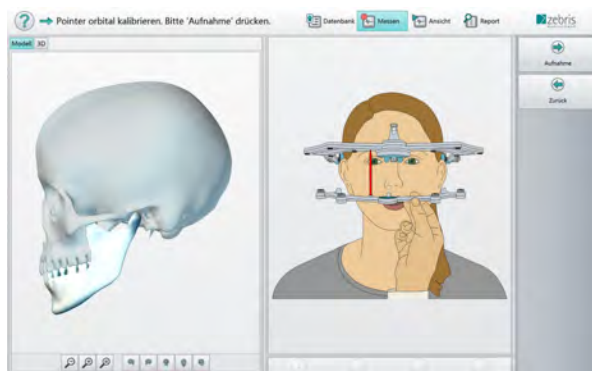 ? Pointer orbital kalibrieren. Bitte 'Aufnahme' drücken. Datenbank Messen Ansicht Report zebris
Modell 3D
Aufnahme
Zurück